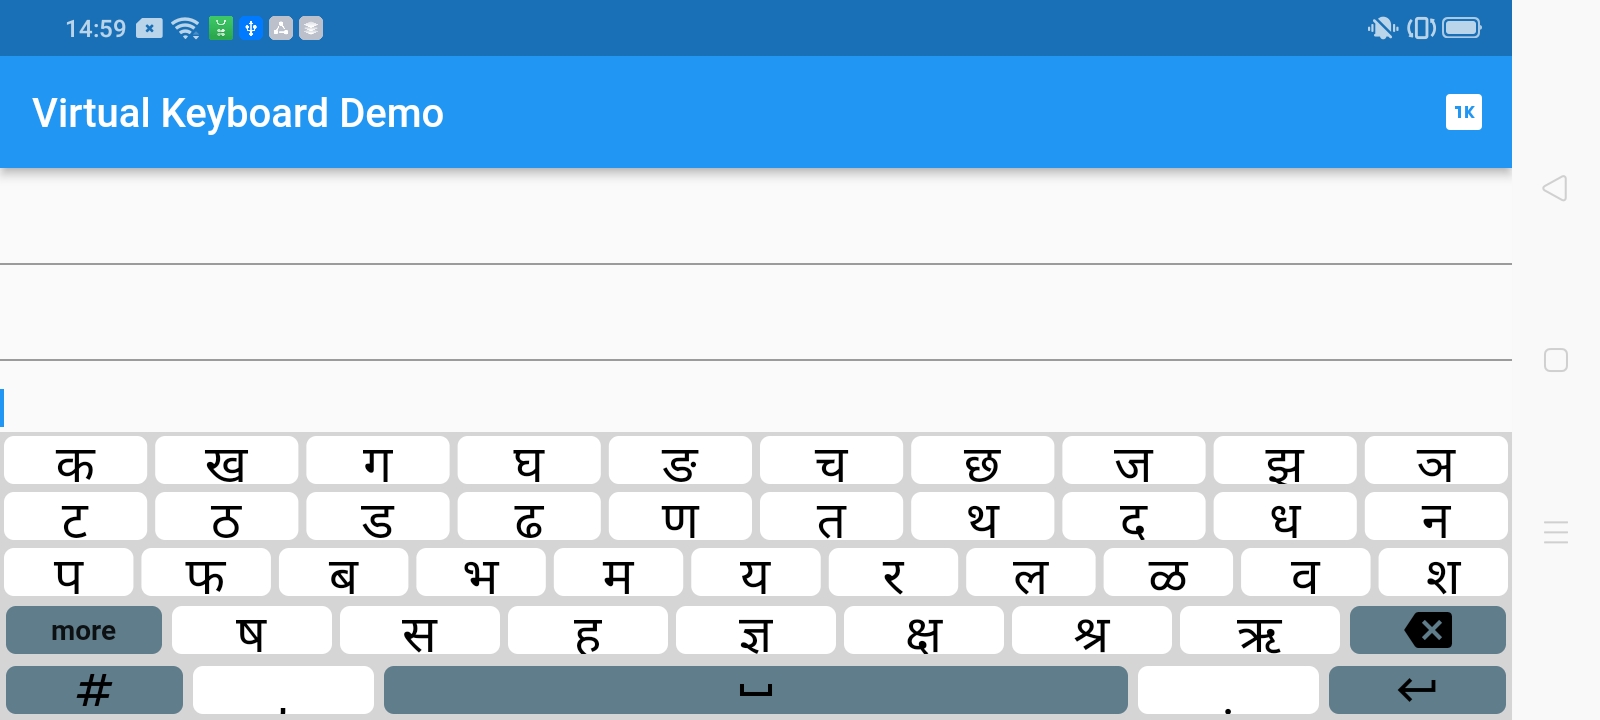 14:59
Virtual Keyboard Demo
1K
क ख ग घ ङ च छ ज झ ञ
ट ठ ड ढ ण त थ द ध न
प फ ब भ म य र ल ळ व श
more ष स ह ज्ञ क्ष श्र ऋ
# , .